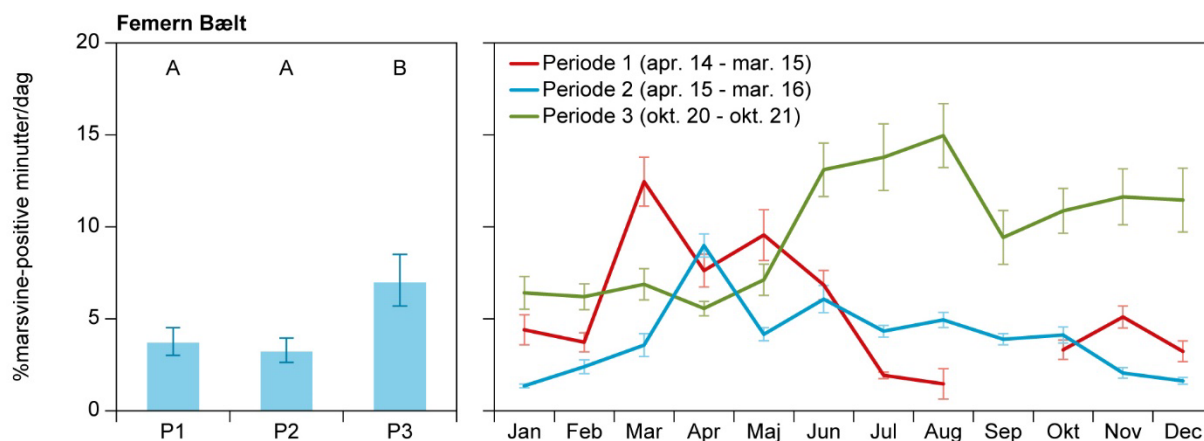 Femern Bælt
%marsvine-positive minutter/dag
20
15
10
5
0
A A B
P1 P2 P3
Periode 1 (apr. 14 - mar. 15)
Periode 2 (apr. 15 - mar. 16)
Periode 3 (okt. 20 - okt. 21)
Jan Feb Mar Apr Maj Jun Jul Aug Sep Okt Nov Dec